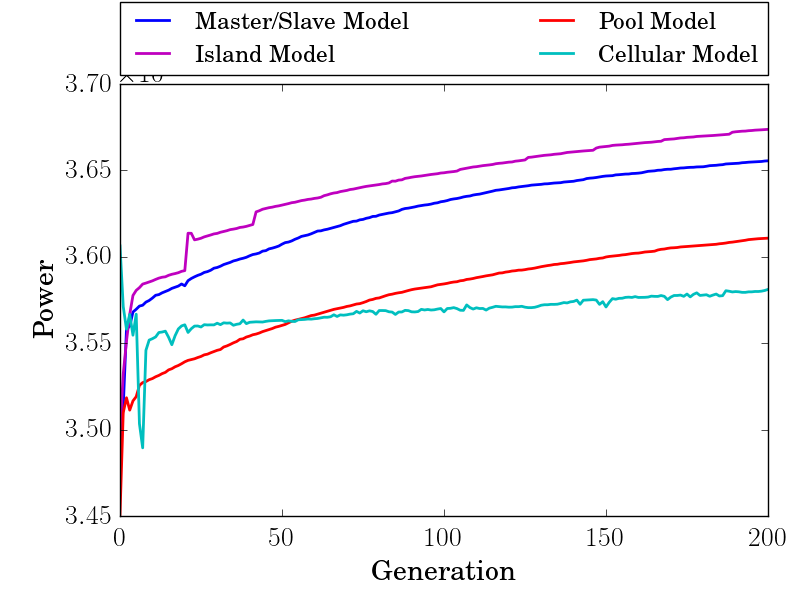 Master/Slave Model Pool Model
Island Model Cellular Model
3.70
3.65
3.60
3.55
3.50
3.45
0 50 100 150 200
Power
Generation